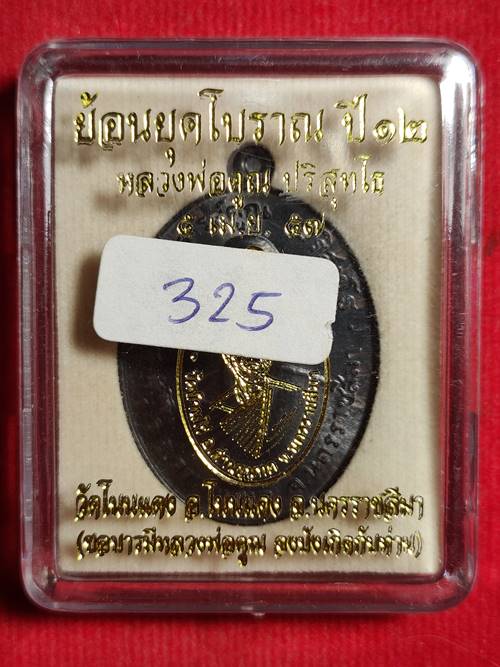 ย้อนยุคโบราณ ปี ๑๒
หลวงพ่อคูณ ปริสุทโธ
๕ เม.ย. ๕๗
325
วัดโนนแดง อ.โนนแดง จ.นครราชสีมา
(ขอบารมีหลวงพ่อคูณ จงบังเกิดกับท่าน)